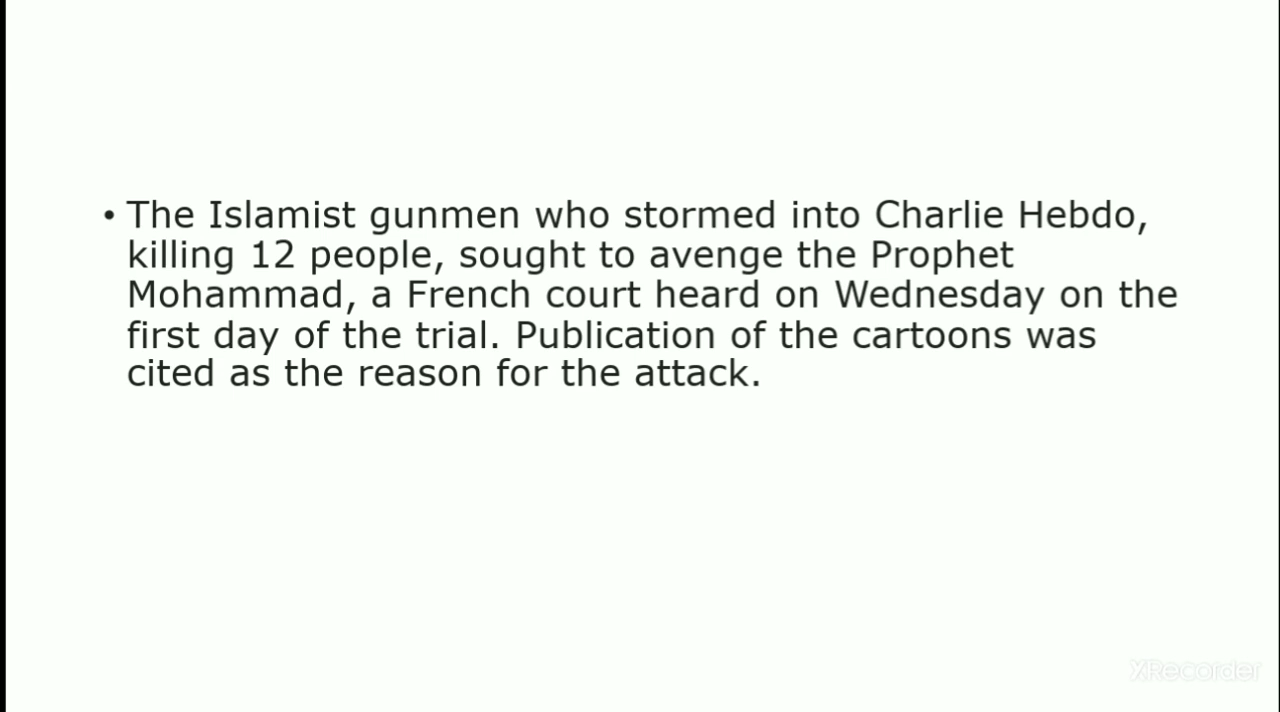 • The Islamist gunmen who stormed into Charlie Hebdo,
killing 12 people, sought to avenge the Prophet
Mohammad, a French court heard on Wednesday on the
first day of the trial. Publication of the cartoons was
cited as the reason for the attack.
XRecorder